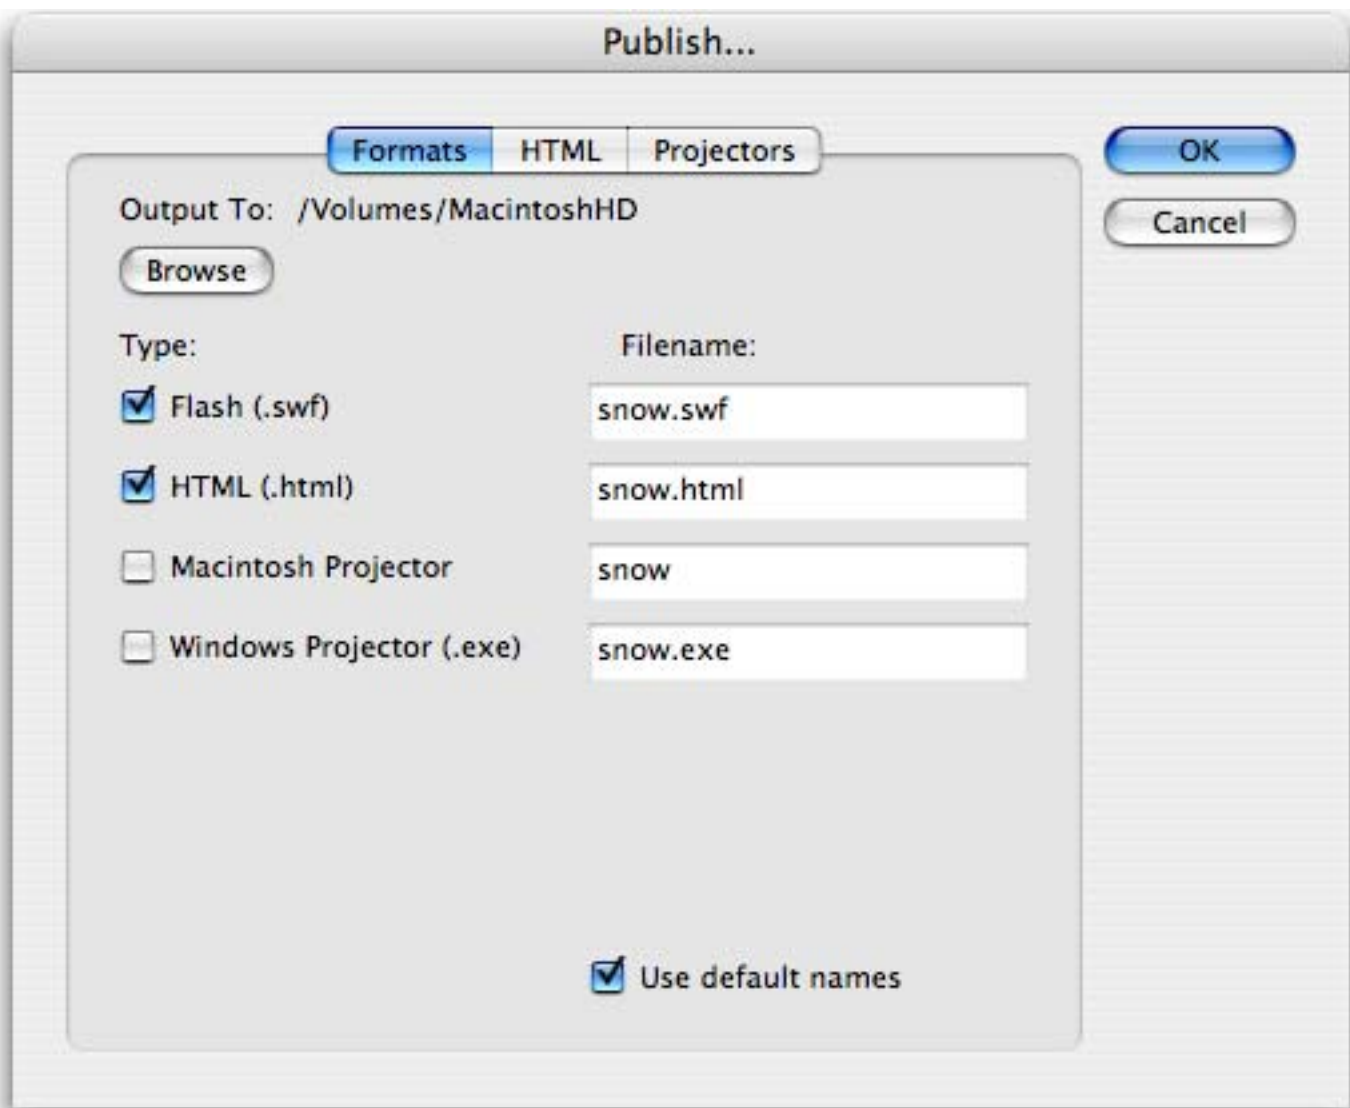 Publish...
Formats HTML Projectors
OK
Output To: /Volumes/MacintoshHD
Cancel
Browse
Type: Filename:
Flash (.swf) snow.swf
HTML (.html) snow.html
Macintosh Projector snow
Windows Projector (.exe) snow.exe
Use default names